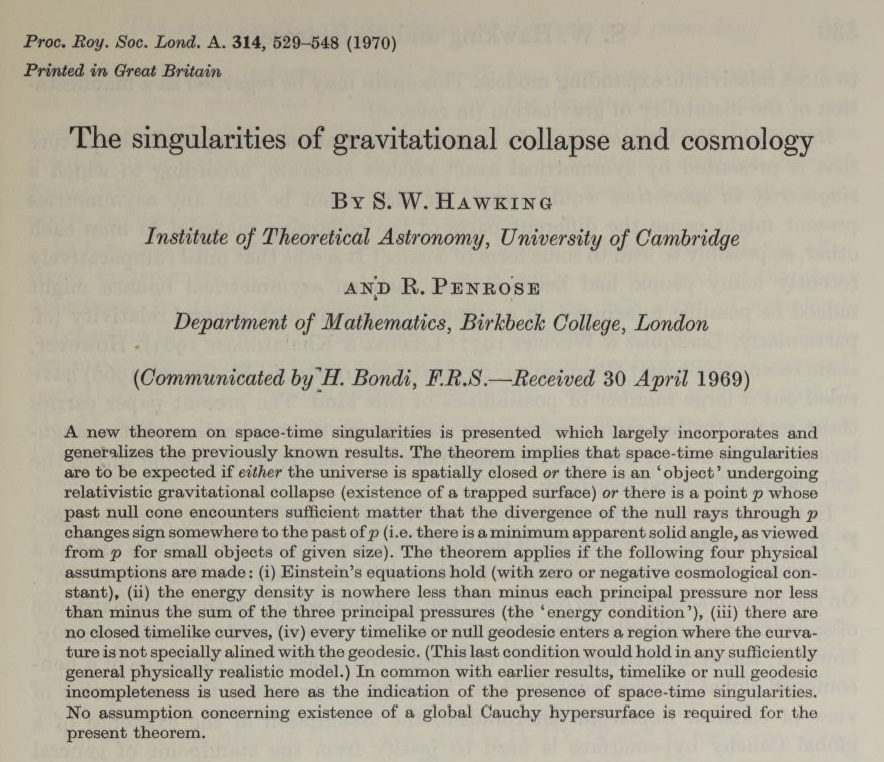 Proc. Roy. Soc. Lond. A. 314, 529–548 (1970)
Printed in Great Britain
The singularities of gravitational collapse and cosmology
BY S. W. HAWKING
Institute of Theoretical Astronomy, University of Cambridge
AND R. PENROSE
Department of Mathematics, Birkbeck College, London
(Communicated by H. Bondi, F.R.S.—Received 30 April 1969)
A new theorem on space-time singularities is presented which largely incorporates and
generalizes the previously known results. The theorem implies that space-time singularities
are to be expected if either the universe is spatially closed or there is an ‘object’ undergoing
relativistic gravitational collapse (existence of a trapped surface) or there is a point p whose
past null cone encounters sufficient matter that the divergence of the null rays through p
changes sign somewhere to the past of p (i.e. there is a minimum apparent solid angle, as viewed
from p for small objects of given size). The theorem applies if the following four physical
assumptions are made: (i) Einstein’s equations hold (with zero or negative cosmological con-
stant), (ii) the energy density is nowhere less than minus each principal pressure nor less
than minus the sum of the three principal pressures (the ‘energy condition’), (iii) there are
no closed timelike curves, (iv) every timelike or null geodesic enters a region where the curva-
ture is not specially alined with the geodesic. (This last condition would hold in any sufficiently
general physically realistic model.) In common with earlier results, timelike or null geodesic
incompleteness is used here as the indication of the presence of space-time singularities.
No assumption concerning existence of a global Cauchy hypersurface is required for the
present theorem.